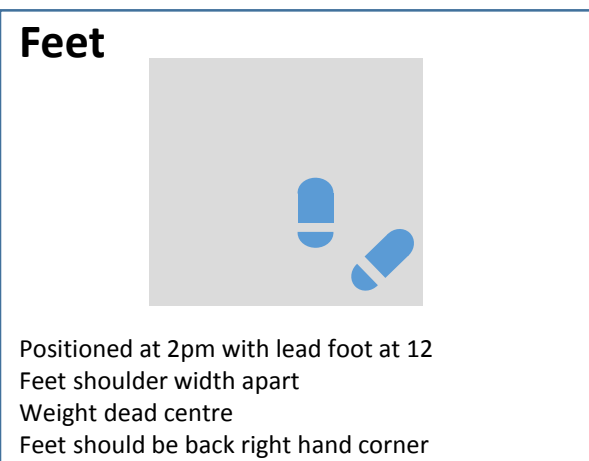 Feet
Positioned at 2pm with lead foot at 12
Feet shoulder width apart
Weight dead centre
Feet should be back right hand corner